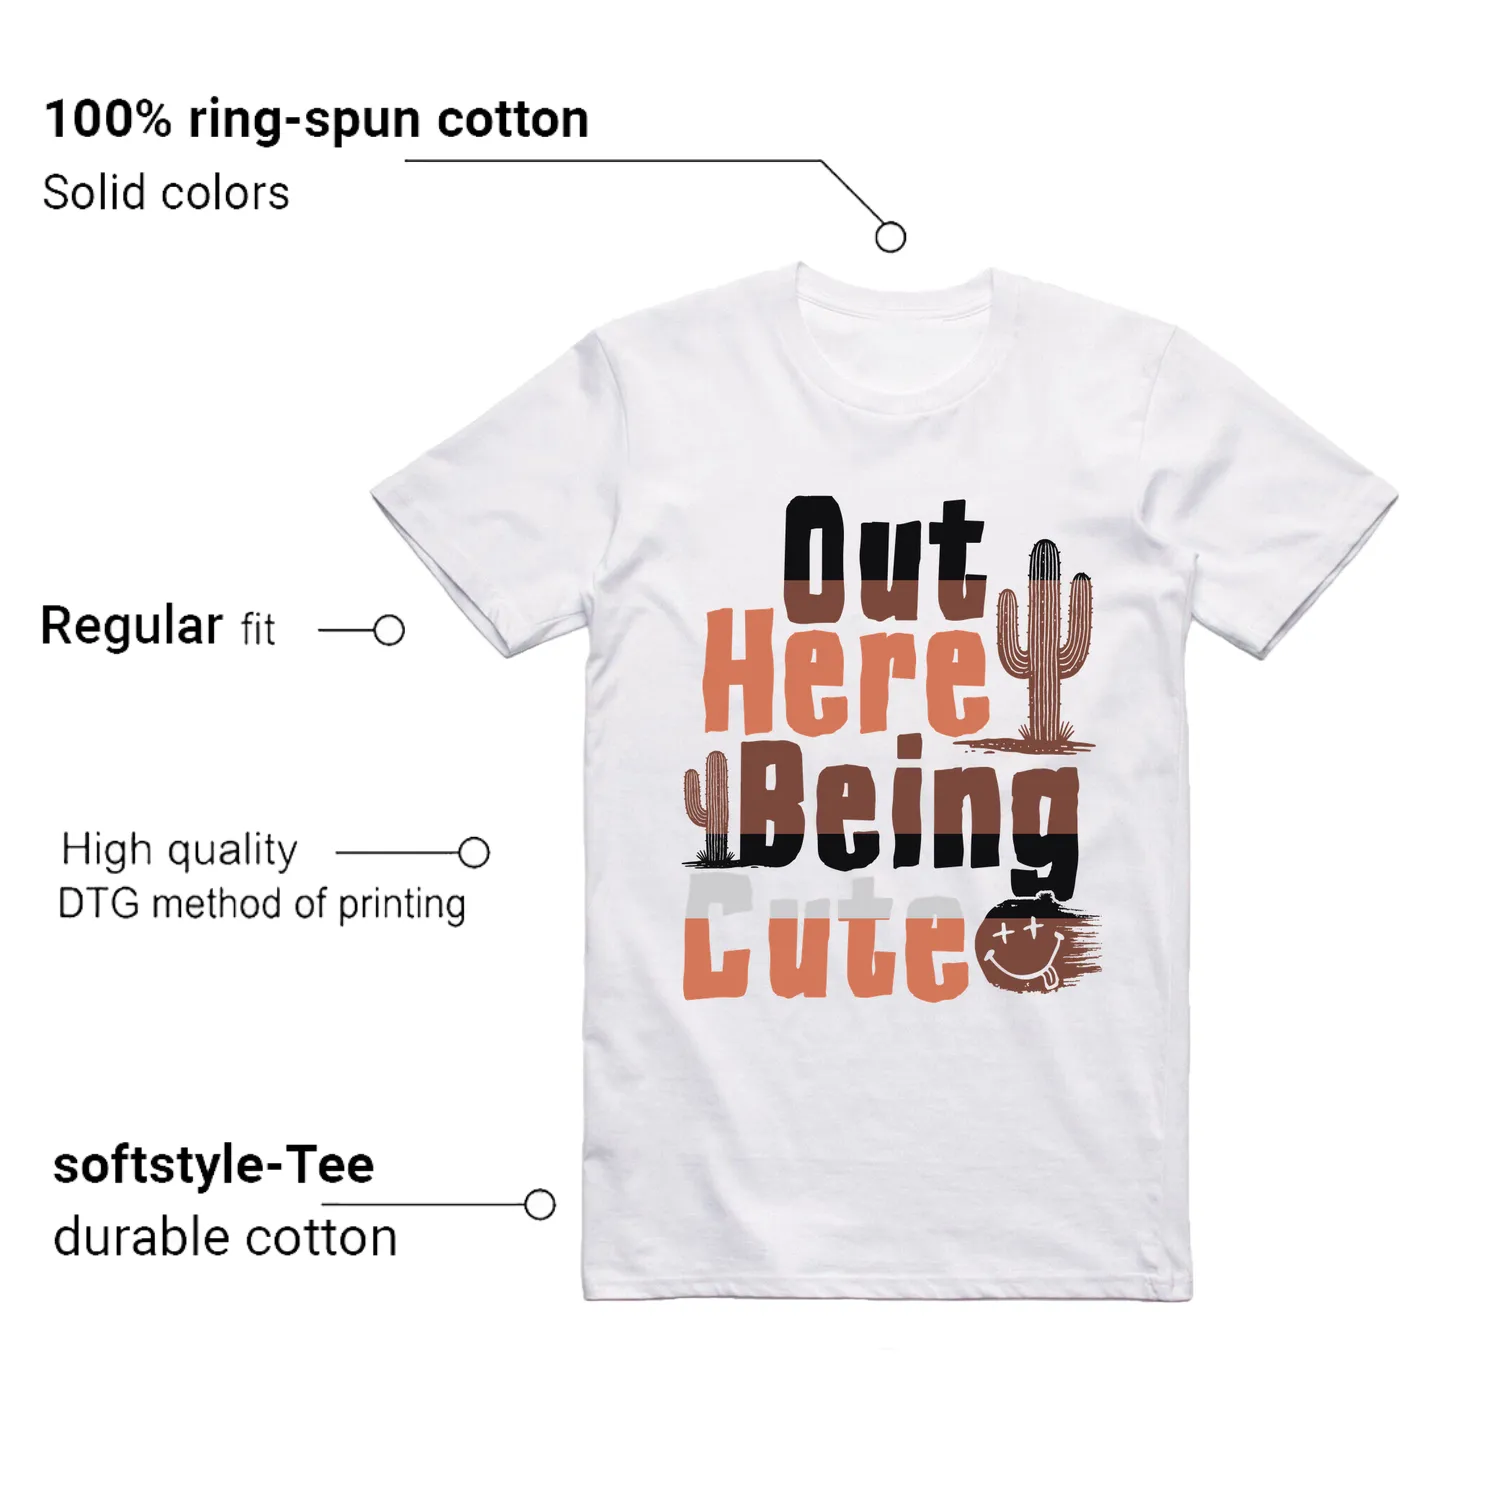 100% ring-spun cotton
Solid colors
Regular fit
High quality
DTG method of printing
softstyle-Tee
durable cotton
Out
Here
Being
Cute